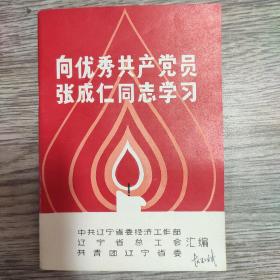 向优秀共产党员
张成仁同志学习
中共辽宁省委经济工作部
辽宁省总工会 汇编
共青团辽宁省委